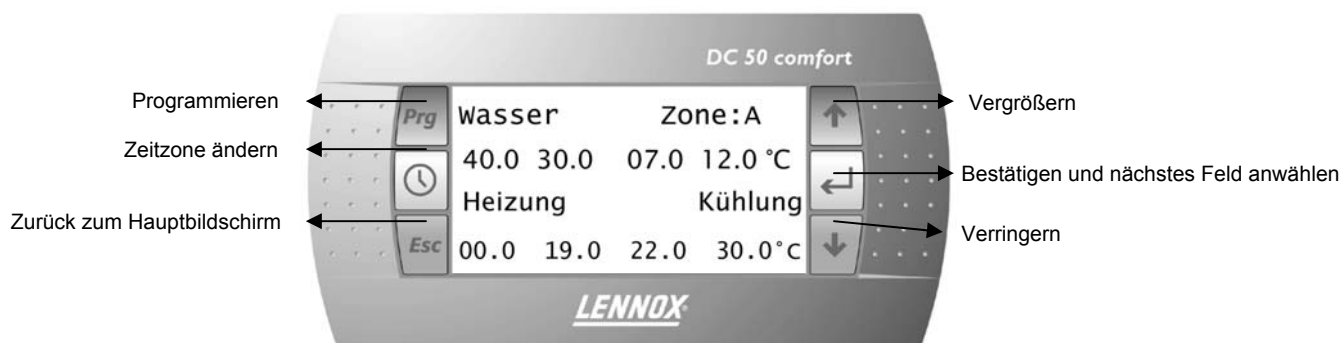 DC 50 comfort
Programmieren
Prg
Wasser Zone:A
Vergrößern
Zeitzone ändern
40.0 30.0 07.0 12.0 °C
Bestätigen und nächstes Feld anwählen
Heizung Kühlung
Zurück zum Hauptbildschirm
Esc
00.0 19.0 22.0 30.0°C
Verringern
LENNOX